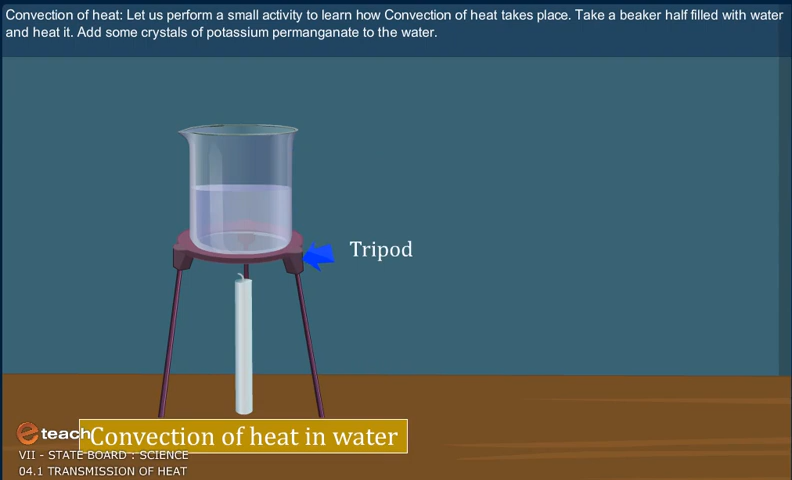 Convection of heat: Let us perform a small activity to learn how Convection of heat takes place. Take a beaker half filled with water
and heat it. Add some crystals of potassium permanganate to the water.
Tripod
e teach
Convection of heat in water
VII - STATE BOARD : SCIENCE
04.1 TRANSMISSION OF HEAT